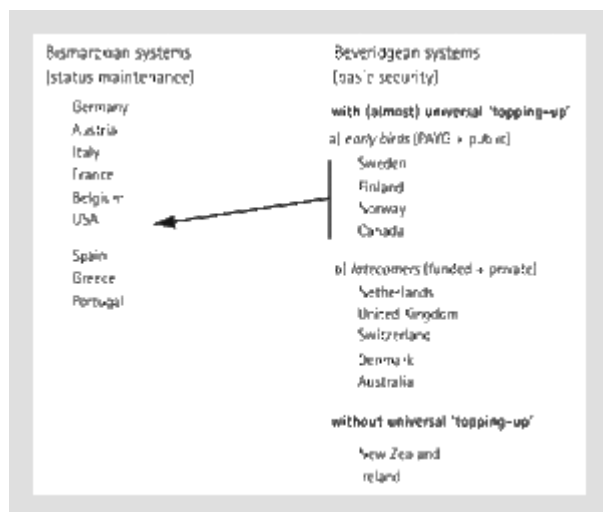 Bismarckian systems
(status maintenance)
Germany
Austria
Italy
France
Belgium
USA
Spain
Greece
Portugal
Beveridgean systems
(basic security)
with (almost) universal 'topping-up'
a) early birds (PAYG + public)
Sweden
Finland
Norway
Canada
b) latecomers (funded + private)
Netherlands
United Kingdom
Switzerland
Denmark
Australia
without universal 'topping-up'
New Zealand
Ireland